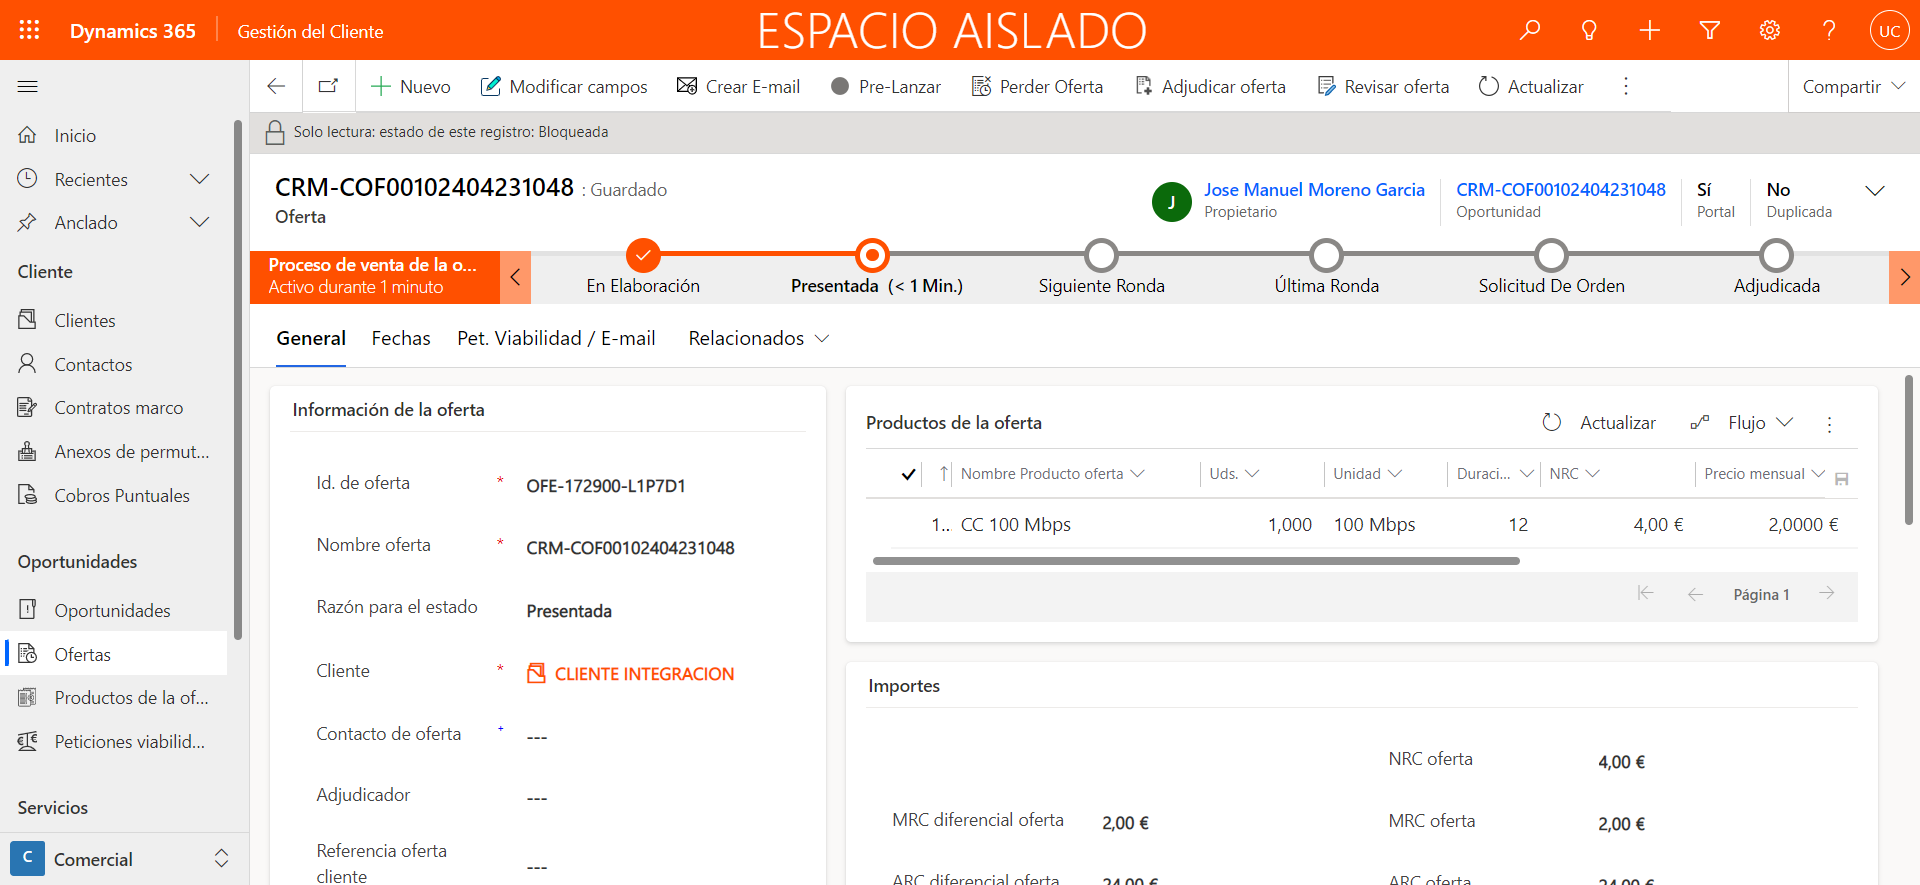 Dynamics 365
Gestión del Cliente
ESPACIO AISLADO
UC
Nuevo
Modificar campos
Crear E-mail
Pre-Lanzar
Perder Oferta
Adjudicar oferta
Revisar oferta
Actualizar
Compartir
Solo lectura: estado de este registro: Bloqueada
Inicio
Recientes
Anclado
Cliente
Clientes
Contactos
Contratos marco
Anexos de permut...
Cobros Puntuales
Oportunidades
Oportunidades
Ofertas
Productos de la of...
Peticiones viabilid...
Servicios
C
Comercial
CRM-COF00102404231048 : Guardado
Oferta
J
Jose Manuel Moreno Garcia
Propietario
CRM-COF00102404231048
Oportunidad
Sí
Portal
No
Duplicada
Proceso de venta de la o...
Activo durante 1 minuto
En Elaboración
Presentada (< 1 Min.)
Siguiente Ronda
Última Ronda
Solicitud De Orden
Adjudicada
General
Fechas
Pet. Viabilidad / E-mail
Relacionados
Información de la oferta
Id. de oferta * OFE-172900-L1P7D1
Nombre oferta * CRM-COF00102404231048
Razón para el estado Presentada
Cliente * CLIENTE INTEGRACION
Contacto de oferta + ---
Adjudicador ---
Referencia oferta
cliente ---
Productos de la oferta
Actualizar
Flujo
Nombre Producto oferta Uds. Unidad Duraci... NRC Precio mensual
1.. CC 100 Mbps 1,000 100 Mbps 12 4,00 € 2,0000 €
Página 1
Importes
NRC oferta 4,00 €
MRC diferencial oferta 2,00 € MRC oferta 2,00 €
ARC diferencial oferta 24,00 € ARC oferta 24,00 €